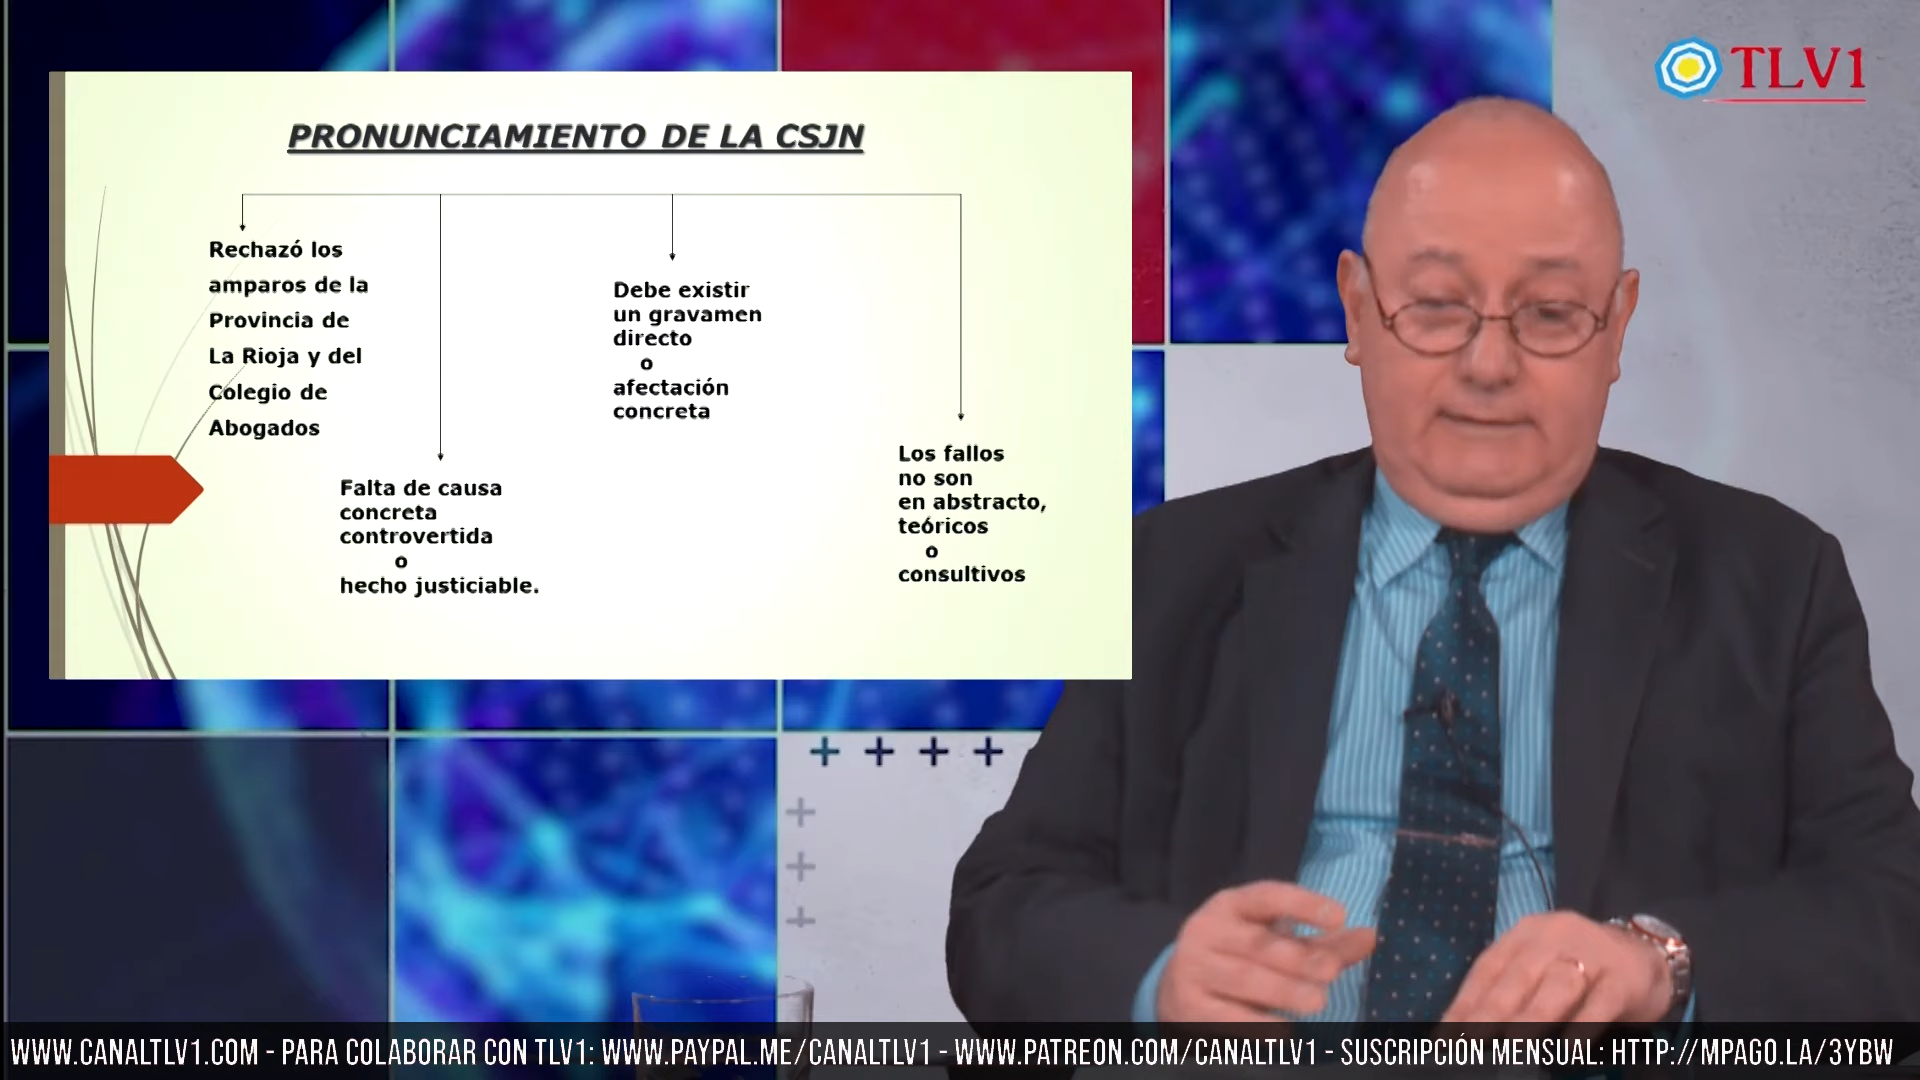 TLV1
PRONUNCIAMIENTO DE LA CSJN
Rechazó los
amparos de la
Provincia de
La Rioja y del
Colegio de
Abogados
Falta de causa
concreta
controvertida
o
hecho justiciable.
Debe existir
un gravamen
directo
o
afectación
concreta
Los fallos
no son
en abstracto,
teóricos
o
consultivos
WWW.CANALTLV1.COM - PARA COLABORAR CON TLV1: WWW.PAYPAL.ME/CANALTLV1 - WWW.PATREON.COM/CANALTLV1 - SUSCRIPCIÓN MENSUAL: HTTP://MPAGO.LA/3YBW